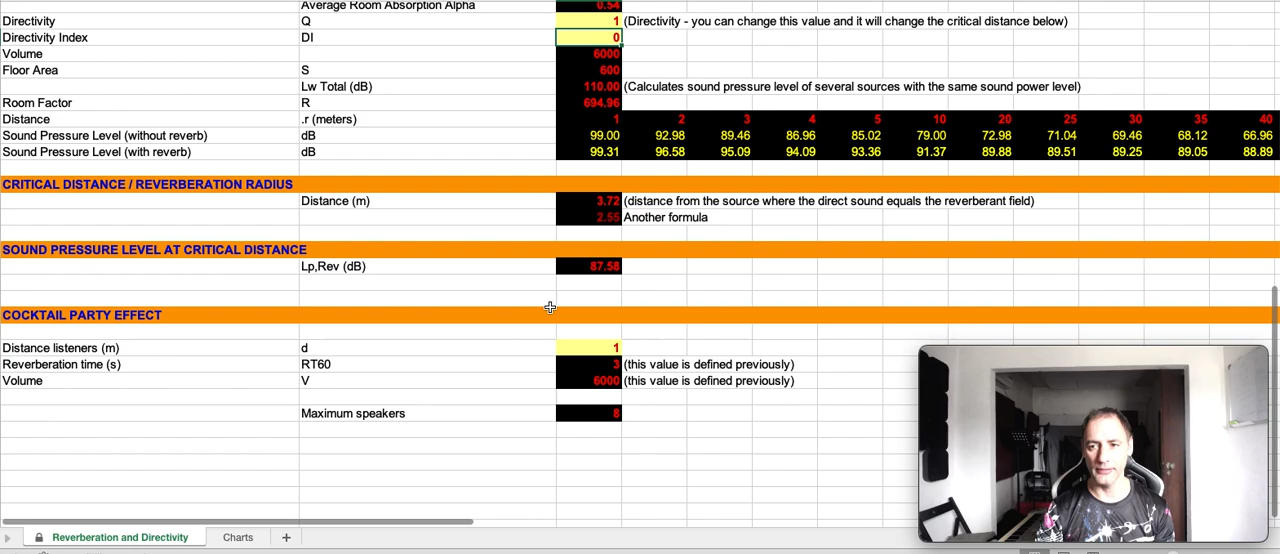 Average Room Absorption Alpha 0.54
Directivity Q 1 (Directivity - you can change this value and it will change the critical distance below)
Directivity Index DI 0
Volume 6000
Floor Area S 600
Lw Total (dB) 110.00 (Calculates sound pressure level of several sources with the same sound power level)
Room Factor R 694.96
Distance .r (meters) 1 2 3 4 5 10 20 25 30 35 40
Sound Pressure Level (without reverb) dB 99.00 92.98 89.46 86.96 85.02 79.00 72.98 71.04 69.46 68.12 66.96
Sound Pressure Level (with reverb) dB 99.31 96.58 95.09 94.09 93.36 91.37 89.88 89.51 89.25 89.05 88.89
CRITICAL DISTANCE / REVERBERATION RADIUS
Distance (m) 3.72 (distance from the source where the direct sound equals the reverberant field)
2.55 Another formula
SOUND PRESSURE LEVEL AT CRITICAL DISTANCE
Lp,Rev (dB) 87.58
COCKTAIL PARTY EFFECT
Distance listeners (m) d 1
Reverberation time (s) RT60 3 (this value is defined previously)
Volume V 6000 (this value is defined previously)
Maximum speakers 8
Reverberation and Directivity Charts +